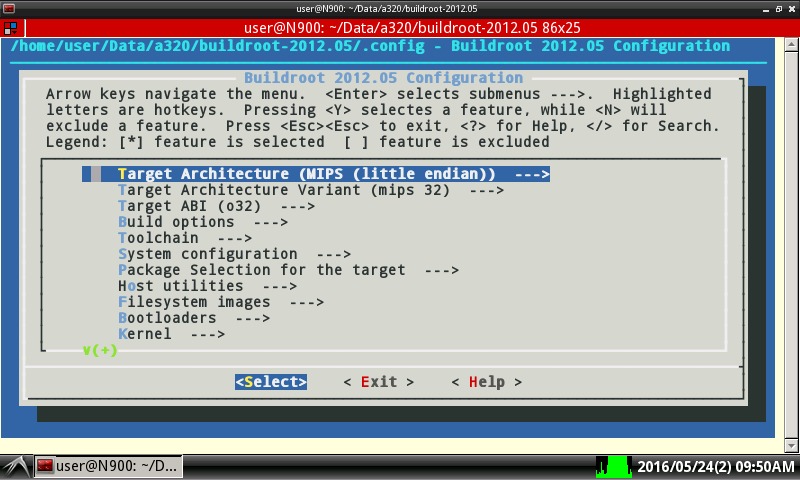 user@N900: ~/Data/a320/buildroot-2012.05
user@N900: ~/Data/a320/buildroot-2012.05 86x25
/home/user/Data/a320/buildroot-2012.05/.config - Buildroot 2012.05 Configuration
Buildroot 2012.05 Configuration
Arrow keys navigate the menu.  <Enter> selects submenus --->.  Highlighted
letters are hotkeys.  Pressing <Y> selectes a feature, while <N> will
exclude a feature.  Press <Esc><Esc> to exit, <?> for Help, </> for Search.
Legend: [*] feature is selected  [ ] feature is excluded
Target Architecture (MIPS (little endian))  --->
Target Architecture Variant (mips 32)  --->
Target ABI (o32)  --->
Build options  --->
Toolchain  --->
System configuration  --->
Package Selection for the target  --->
Host utilities  --->
Filesystem images  --->
Bootloaders  --->
Kernel  --->
v(+)
<Select>    < Exit >    < Help >
user@N900: ~/D...
2016/05/24(2) 09:50AM